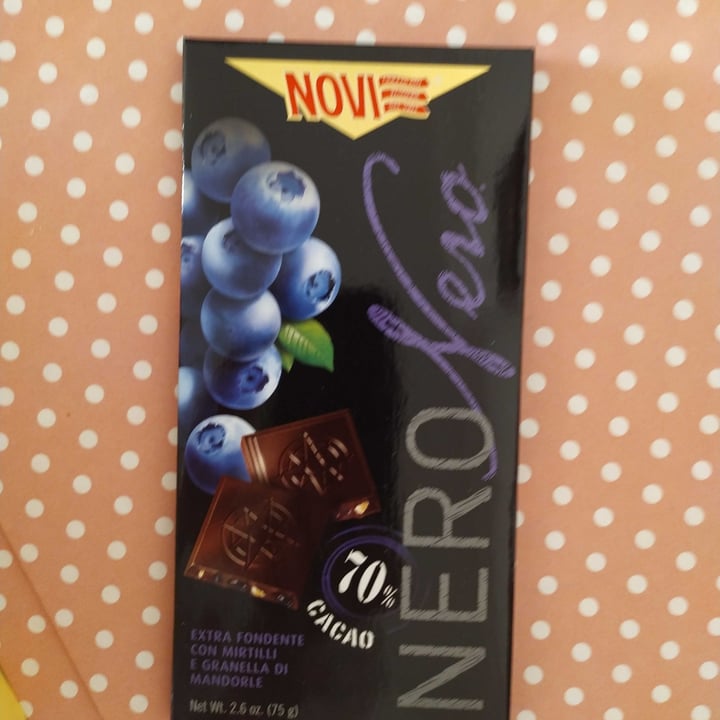 NOVI
Nero
NERO
70%
CACAO
EXTRA FONDENTE
CON MIRTILLI
E GRANELLA DI
MANDORLE
Net Wt. 2.6 oz. (75 g)